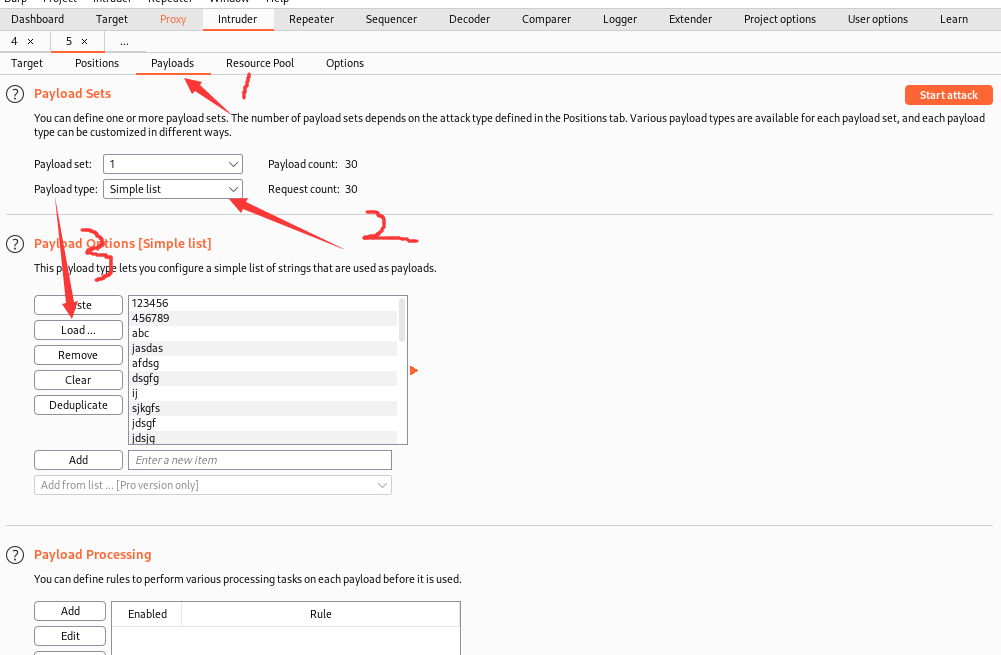 Burp Project Intruder Repeater Window Help
Dashboard Target Proxy Intruder Repeater Sequencer Decoder Comparer Logger Extender Project options User options Learn
4 × 5 × ...
Target Positions Payloads Resource Pool Options
1
? Payload Sets Start attack
You can define one or more payload sets. The number of payload sets depends on the attack type defined in the Positions tab. Various payload types are available for each payload set, and each payload
type can be customized in different ways.
Payload set: 1 Payload count: 30
Payload type: Simple list Request count: 30
2
? Payload Options [Simple list]
3
This payload type lets you configure a simple list of strings that are used as payloads.
ste 123456
456789
Load ... abc
jasdas
Remove afdsg
dsgfg
Clear ij
sjkgfs
Deduplicate jdsgf
jdsjg
Add Enter a new item
Add from list ... [Pro version only]
? Payload Processing
You can define rules to perform various processing tasks on each payload before it is used.
Add Enabled Rule
Edit